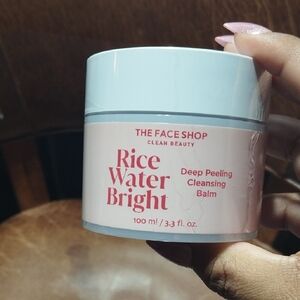 THE FACE SHOP
CLEAN BEAUTY
Rice
Water
Bright
Deep Peeling
Cleansing
Balm
100 ml / 3.3 fl. oz.